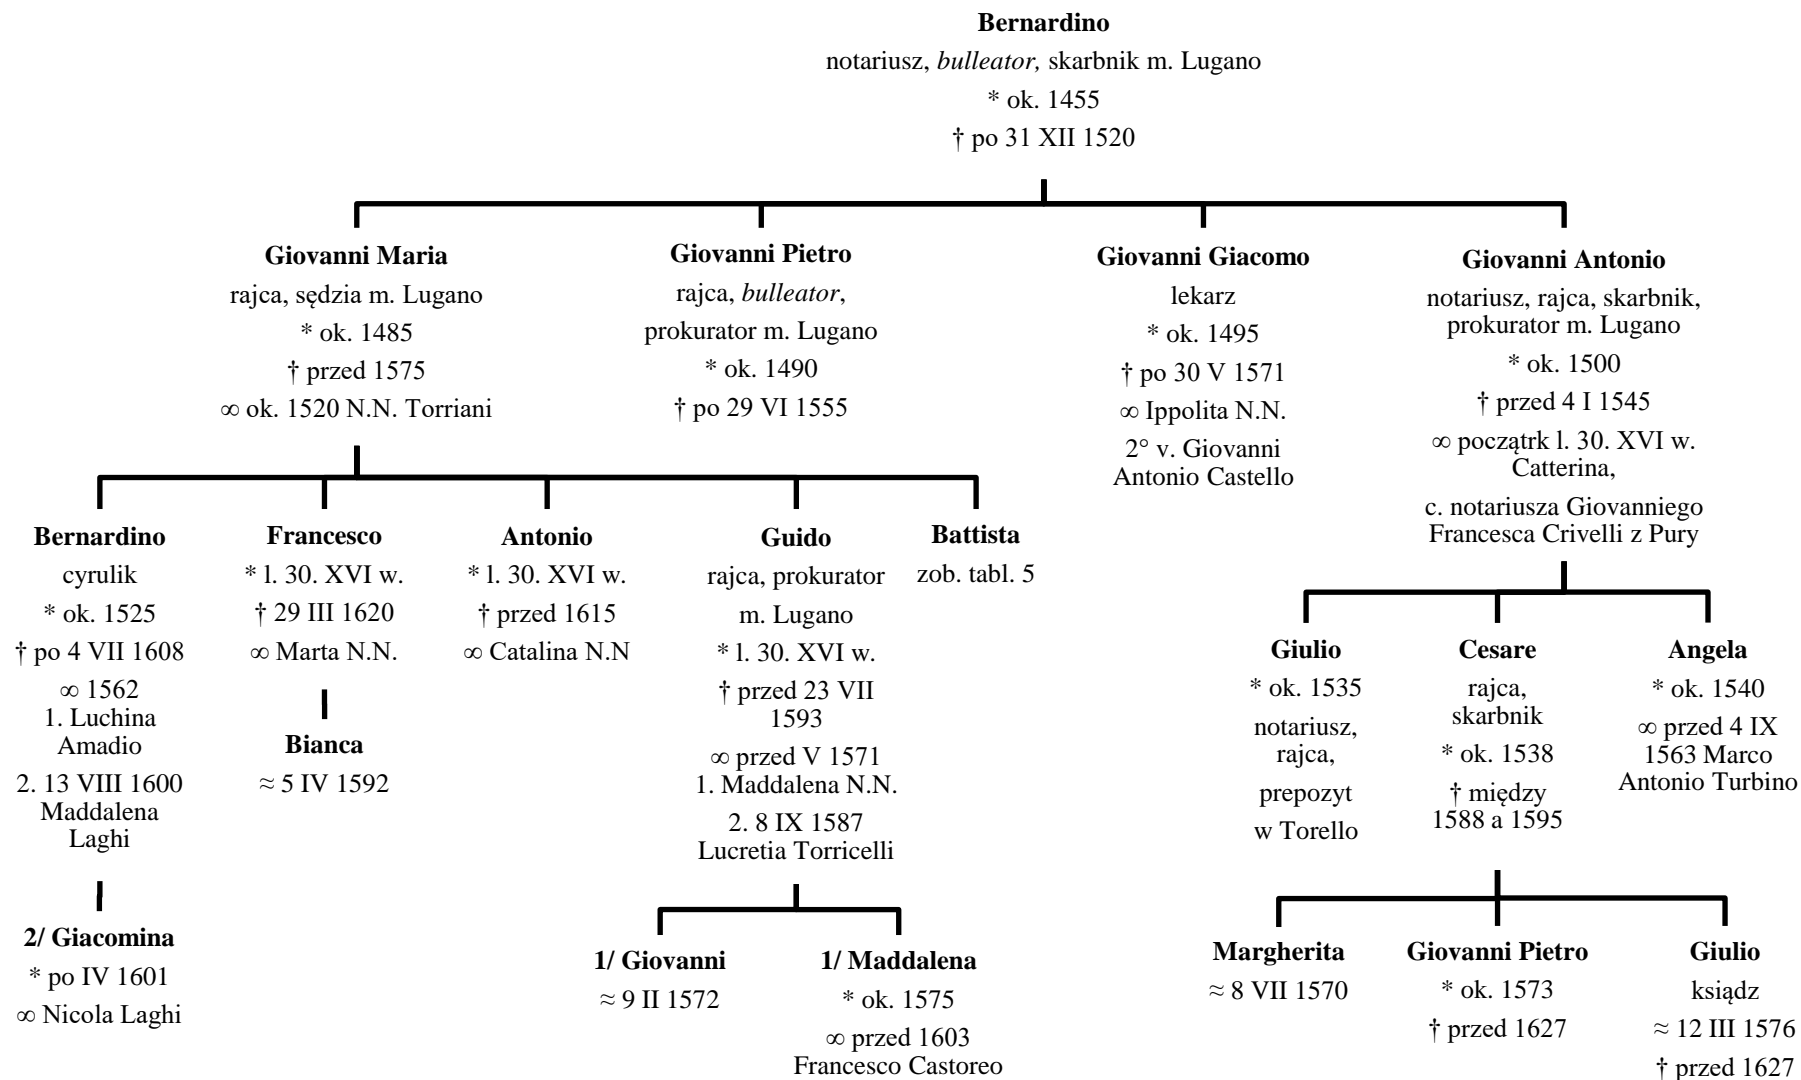 Bernardino
notariusz, bulleator, skarbnik m. Lugano
* ok. 1455
† po 31 XII 1520
Giovanni Maria
rajca, sędzia m. Lugano
* ok. 1485
† przed 1575
∞ ok. 1520 N.N. Torriani
Giovanni Pietro
rajca, bulleator,
prokurator m. Lugano
* ok. 1490
† po 29 VI 1555
Giovanni Giacomo
lekarz
* ok. 1495
† po 30 V 1571
∞ Ippolita N.N.
2° v. Giovanni
Antonio Castello
Giovanni Antonio
notariusz, rajca, skarbnik,
prokurator m. Lugano
* ok. 1500
† przed 4 I 1545
∞ początrk l. 30. XVI w.
Catterina,
c. notariusza Giovanniego
Francesca Crivelli z Pury
Bernardino
cyrulik
* ok. 1525
† po 4 VII 1608
∞ 1562
1. Luchina
Amadio
2. 13 VIII 1600
Maddalena
Laghi
Francesco
* l. 30. XVI w.
† 29 III 1620
∞ Marta N.N.
Bianca
≈ 5 IV 1592
Antonio
* l. 30. XVI w.
† przed 1615
∞ Catalina N.N
Guido
rajca, prokurator
m. Lugano
* l. 30. XVI w.
† przed 23 VII
1593
∞ przed V 1571
1. Maddalena N.N.
2. 8 IX 1587
Lucretia Torricelli
Battista
zob. tabl. 5
Giulio
* ok. 1535
notariusz,
rajca,
prepozyt
w Torello
Cesare
rajca,
skarbnik
* ok. 1538
† między
1588 a 1595
Angela
* ok. 1540
∞ przed 4 IX
1563 Marco
Antonio Turbino
2/ Giacomina
* po IV 1601
∞ Nicola Laghi
1/ Giovanni
≈ 9 II 1572
1/ Maddalena
* ok. 1575
∞ przed 1603
Francesco Castoreo
Margherita
≈ 8 VII 1570
Giovanni Pietro
* ok. 1573
† przed 1627
Giulio
ksiądz
≈ 12 III 1576
† przed 1627